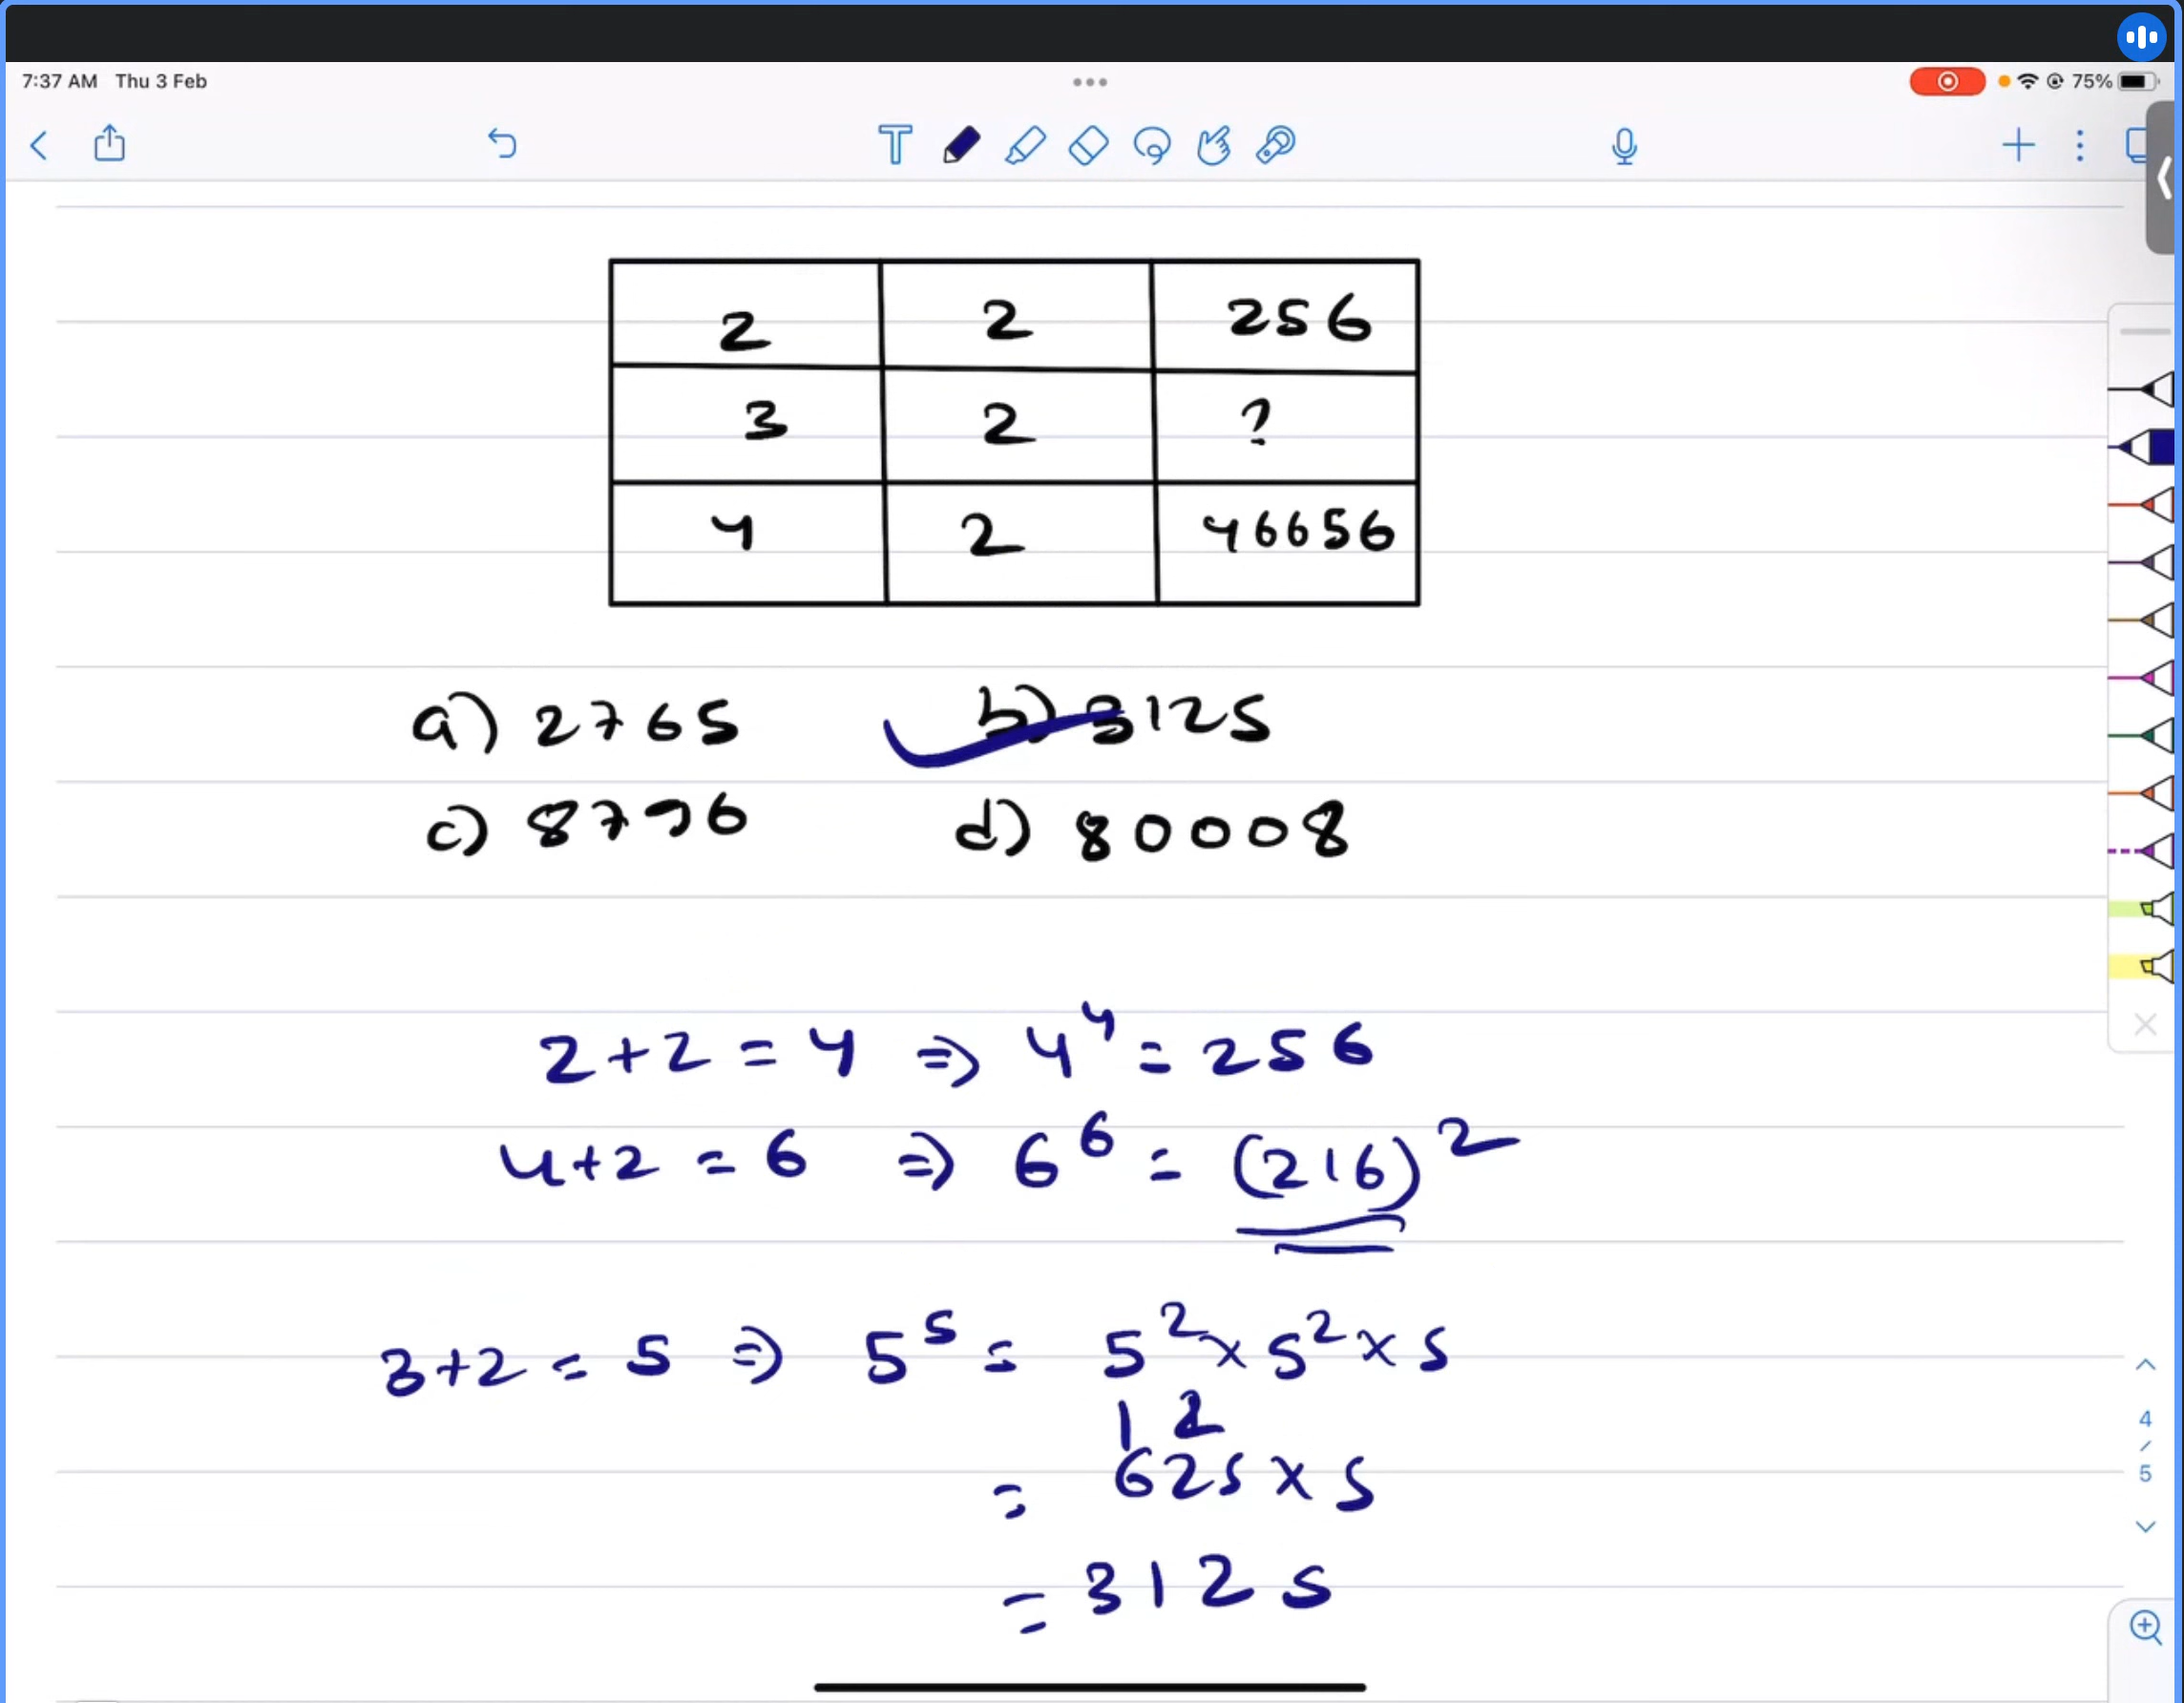 7:37 AM Thu 3 Feb 75%
2 2 256
3 2 ?
4 2 46656
a) 2765 b) 3125
c) 8776 d) 80008
2+2=4 ⇒ 4⁴ = 256
4+2=6 ⇒ 6⁶ = (216)²
3+2=5 ⇒ 5⁵ = 5²×5²×5
1 2
= 625×5
= 3125
4
/
5